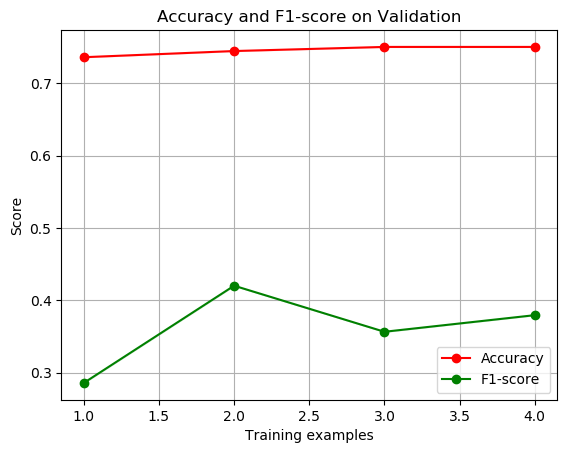 Accuracy and F1-score on Validation
Score
0.7
0.6
0.5
0.4
0.3
Accuracy
F1-score
1.0 1.5 2.0 2.5 3.0 3.5 4.0
Training examples